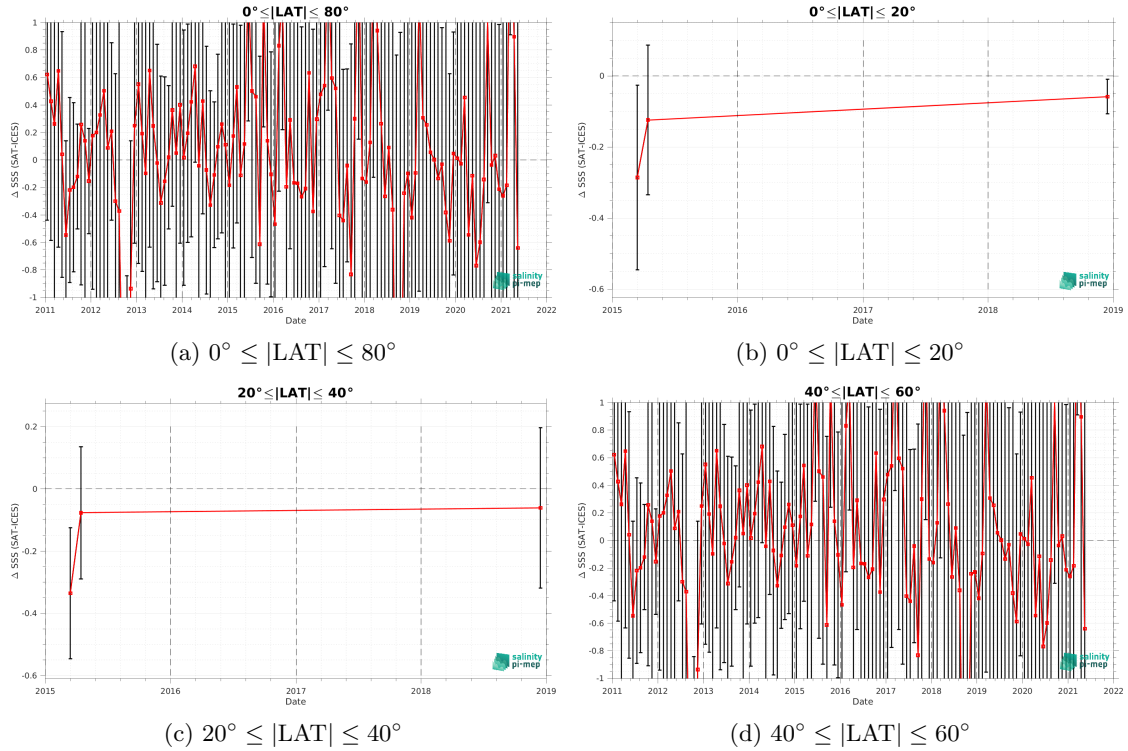 0°≤|LAT|≤ 80°
Δ SSS (SAT-ICES)
1
0.8
0.6
0.4
0.2
0
-0.2
-0.4
-0.6
-0.8
-1
2011 2012 2013 2014 2015 2016 2017 2018 2019 2020 2021 2022
Date
salinity
pi-mep
(a) 0° ≤ |LAT| ≤ 80°
0°≤|LAT|≤ 20°
Δ SSS (SAT-ICES)
0
-0.2
-0.4
-0.6
2015 2016 2017 2018 2019
Date
salinity
pi-mep
(b) 0° ≤ |LAT| ≤ 20°
20°≤|LAT|≤ 40°
Δ SSS (SAT-ICES)
0.2
0
-0.2
-0.4
-0.6
2015 2016 2017 2018 2019
Date
salinity
pi-mep
(c) 20° ≤ |LAT| ≤ 40°
40°≤|LAT|≤ 60°
Δ SSS (SAT-ICES)
1
0.8
0.6
0.4
0.2
0
-0.2
-0.4
-0.6
-0.8
-1
2011 2012 2013 2014 2015 2016 2017 2018 2019 2020 2021 2022
Date
salinity
pi-mep
(d) 40° ≤ |LAT| ≤ 60°